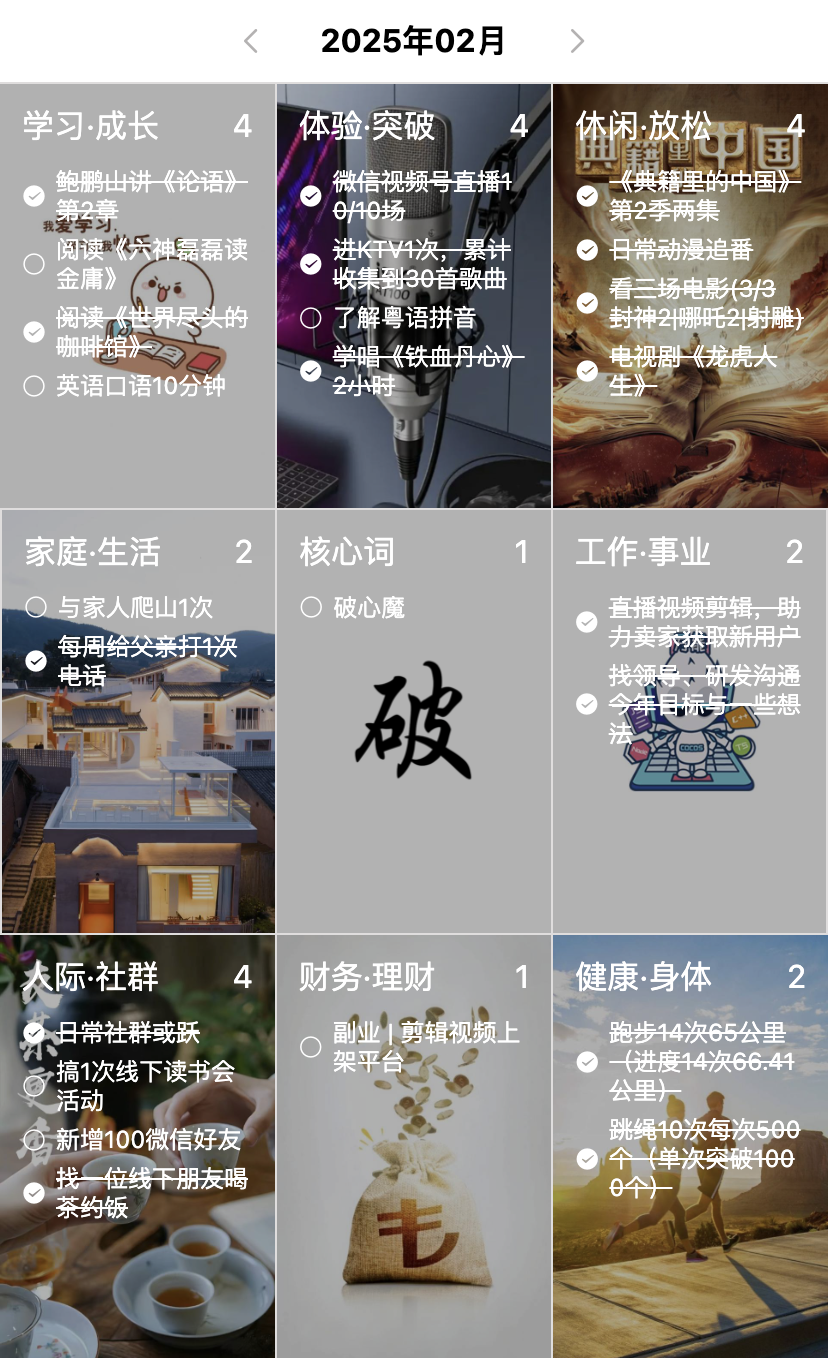 2025年02月
学习·成长 4
鲍鹏山讲《论语》
第2章
阅读《六神磊磊读
金庸》
阅读《世界尽头的
咖啡馆》
英语口语10分钟
我爱学习,
体验·突破 4
微信视频号直播1
0/10场
进KTV1次，累计
收集到30首歌曲
了解粤语拼音
学唱《铁血丹心》
2小时
AT100
休闲·放松 4
典籍里中国
《典籍里的中国》
第2季两集
日常动漫追番
看三场电影(3/3
封神2|哪吒2|射雕)
电视剧《龙虎人
生》
家庭·生活 2
与家人爬山1次
每周给父亲打1次
电话
核心词 1
破心魔
破
工作·事业 2
直播视频剪辑，助
力卖家获取新用户
找领导、研发沟通
今年目标与一些想
法
C++
COCOS
TS
人际·社群 4
日常社群或跃
搞1次线下读书会
活动
新增100微信好友
找一位线下朋友喝
茶约饭
财务·理财 1
副业 | 剪辑视频上
架平台
健康·身体 2
跑步14次65公里
（进度14次66.41
公里）
跳绳10次每次500
个（单次突破100
0个）